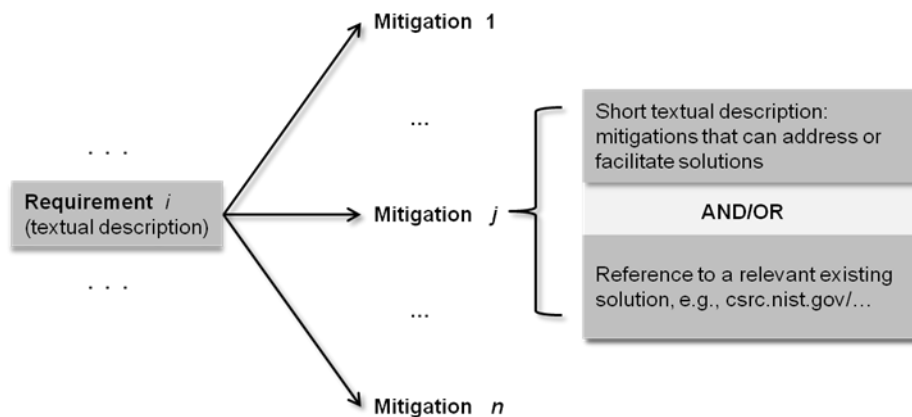 Mitigation 1
...
. . .
Requirement i
(textual description)
. . .
Mitigation j
...
Mitigation n
Short textual description:
mitigations that can address or
facilitate solutions
AND/OR
Reference to a relevant existing
solution, e.g., csrc.nist.gov/...